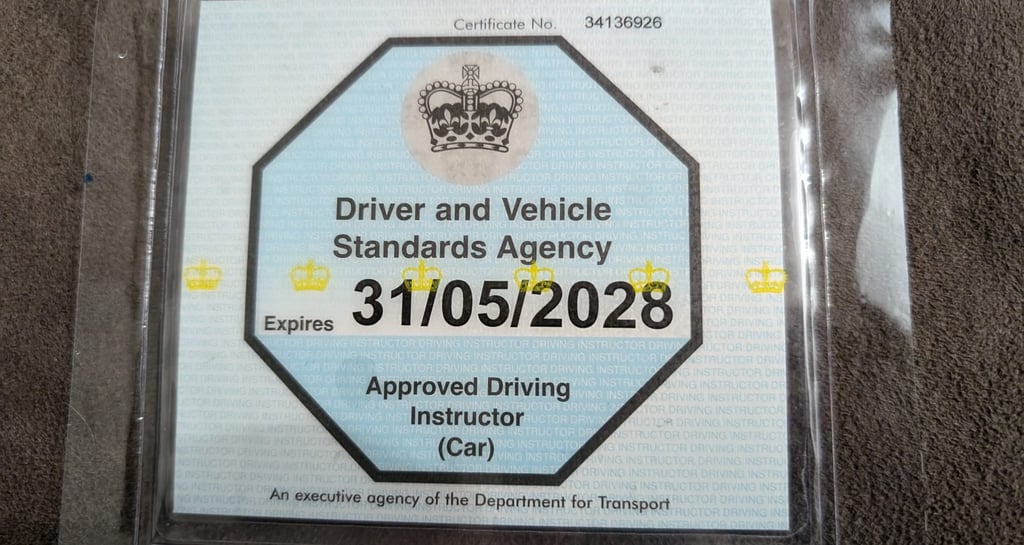 Certificate No. 34136926
Driver and Vehicle
Standards Agency
Expires 31/05/2028
Approved Driving
Instructor
(Car)
An executive agency of the Department for Transport